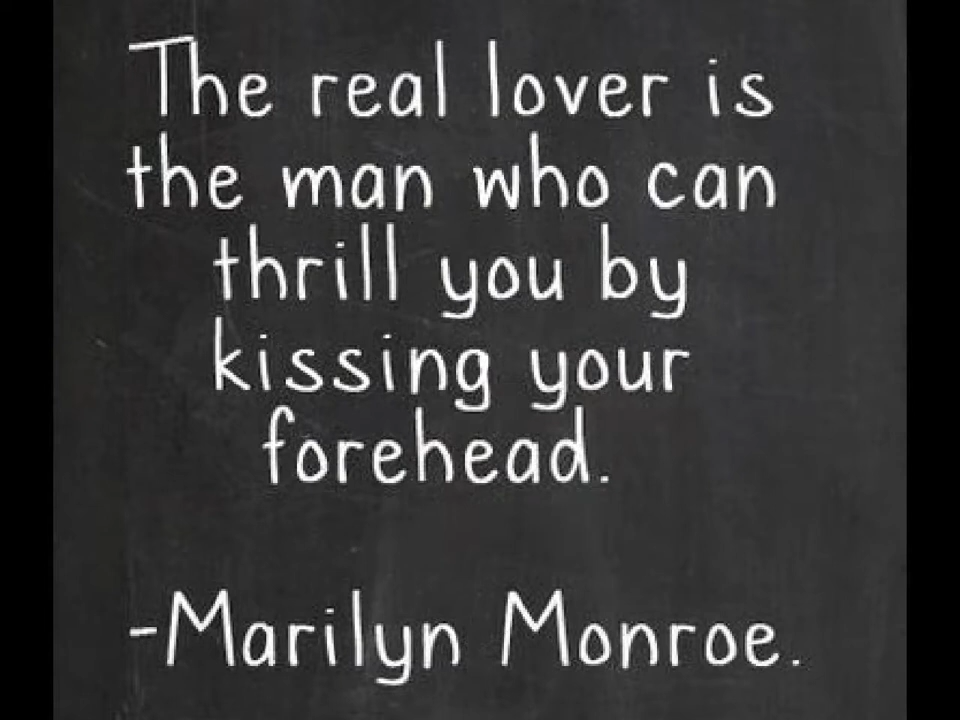 The real lover is
the man who can
thrill you by
kissing your
forehead.
-Marilyn Monroe.